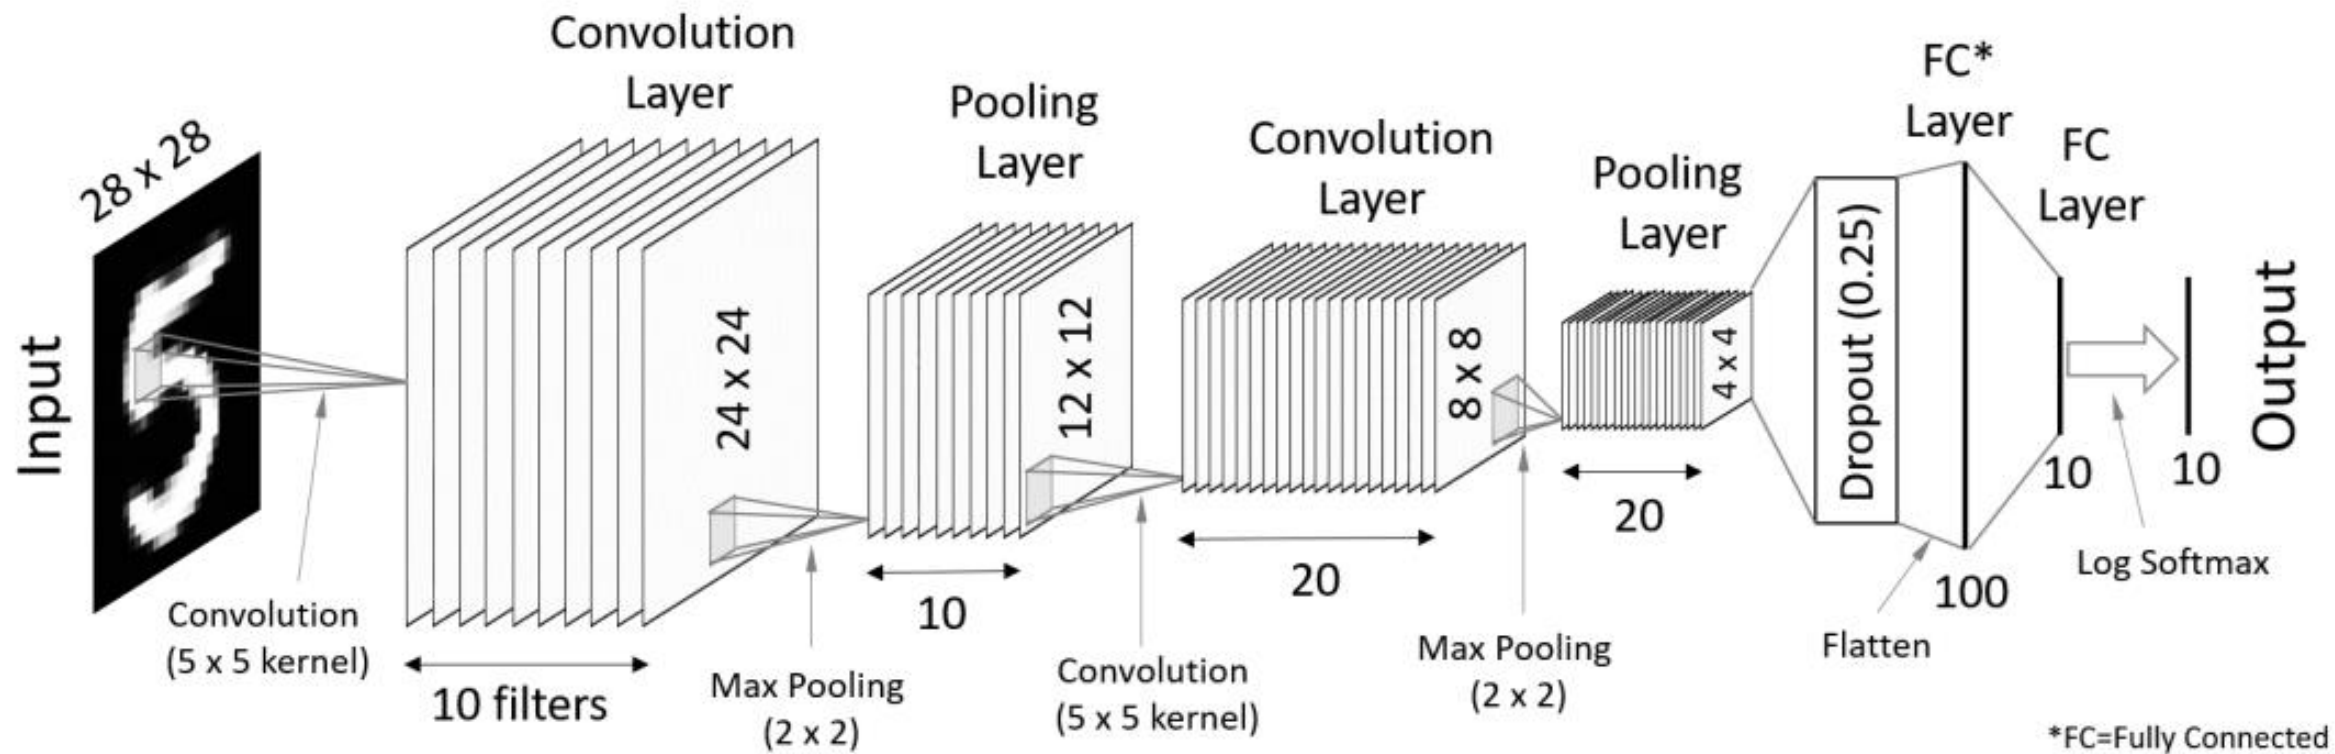 Input
28 x 28
Convolution
(5 x 5 kernel)
Convolution
Layer
24 x 24
10 filters
Max Pooling
(2 x 2)
Pooling
Layer
12 x 12
10
Convolution
(5 x 5 kernel)
Convolution
Layer
8 x 8
20
Max Pooling
(2 x 2)
Pooling
Layer
4 x 4
20
Dropout (0.25)
Flatten
FC*
Layer
100
FC
Layer
10
Log Softmax
10
Output
*FC=Fully Connected